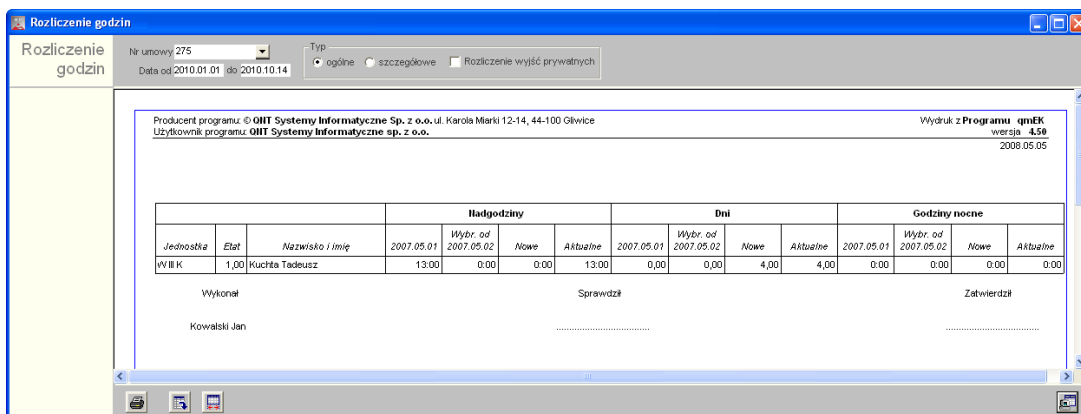 Rozliczenie godzin
Rozliczenie
godzin
Nr umowy 275
Data od 2010.01.01 do 2010.10.14
Typ
ogólne szczegółowe Rozliczenie wyjść prywatnych
Producent programu: © QNT Systemy Informatyczne Sp. z o.o. ul. Karola Miarki 12-14, 44-100 Gliwice Wydruk z Programu qmEK
Użytkownik programu: QNT Systemy Informatyczne sp. z o.o. wersja 4.50
2008.05.05
Nadgodziny Dni Godziny nocne
Jednostka Etat Nazwisko i imię 2007.05.01 Wybr. od 2007.05.02 Nowe Aktualne 2007.05.01 Wybr. od 2007.05.02 Nowe Aktualne 2007.05.01 Wybr. od 2007.05.02 Nowe Aktualne
W III K 1,00 Kuchta Tadeusz 13:00 0:00 0:00 13:00 0,00 0,00 4,00 4,00 0:00 0:00 0:00 0:00
Wykonał Sprawdził Zatwierdził
Kowalski Jan .................................. ..................................